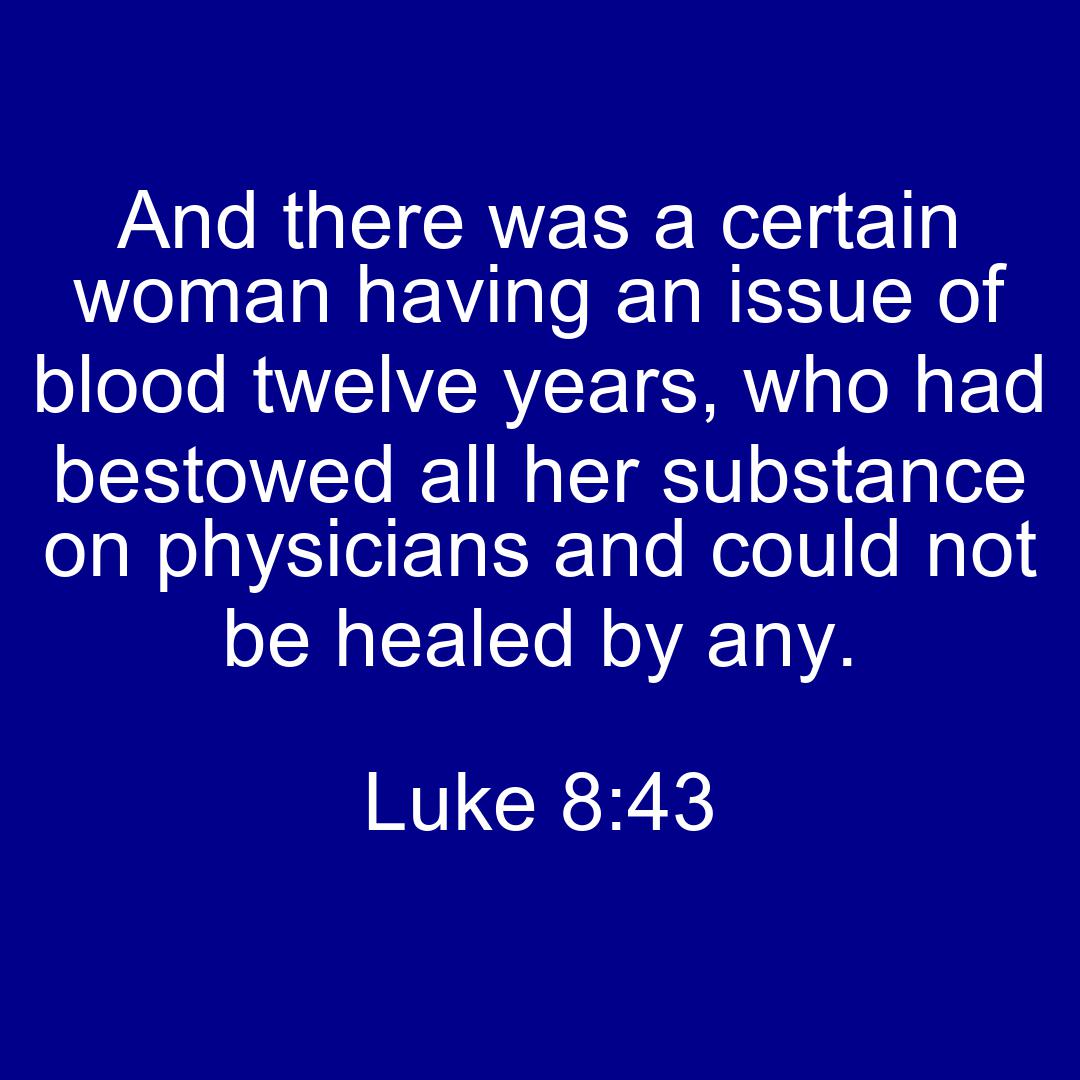 And there was a certain
woman having an issue of
blood twelve years, who had
bestowed all her substance
on physicians and could not
be healed by any.
Luke 8:43